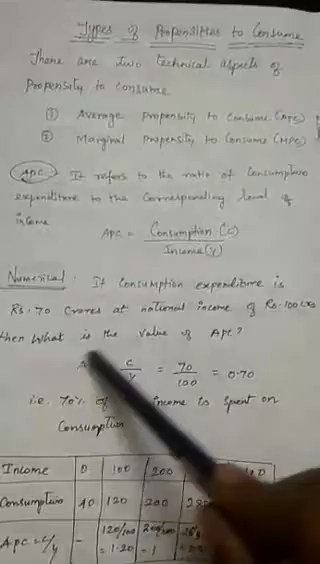 Types of Propensities to Consume
There are two technical aspects of
Propensity to consume
① Average propensity to Consume (APC)
② Marginal propensity to Consume (MPC)
APC It refers to the ratio of Consumption
expenditure to the Corresponding level of
income
APC = Consumption (C)
Income (Y)
Numerical: If Consumption expenditure is
Rs. 70 Crores at national income of Rs. 100 Crs
then What is the value of APC?
C/Y = 70/100 = 0.70
i.e. 70% of income is Spent on
Consumption
Income 0 100 200
Consumption 40 120 200
APC = C/Y - 120/100 = 1.20 200/200 = 1